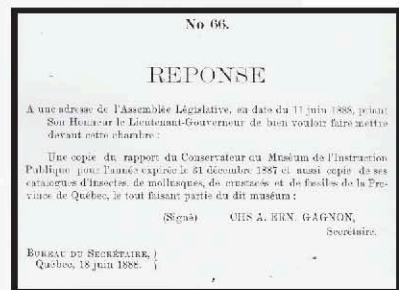 No 66.
REPONSE
A une adresse de l'Assemblée Législative, en date du 11 juin 1888, priant
Son Honneur le Lieutenant-Gouverneur de bien vouloir faire mettre
devant cette chambre :
Une copie du rapport du Conservateur du Muséum de l'Instruction
Publique pour l'année expirée le 31 décembre 1887 et aussi copie de ses
catalogues d'insectes, de mollusques, de crustacés et de fossiles de la Pro-
vince de Québec, le tout faisant partie du dit muséum :
(Signé) CHS A. ERN. GAGNON,
Secrétaire.
BUREAU DU SECRÉTAIRE, }
Québec, 18 juin 1888. }